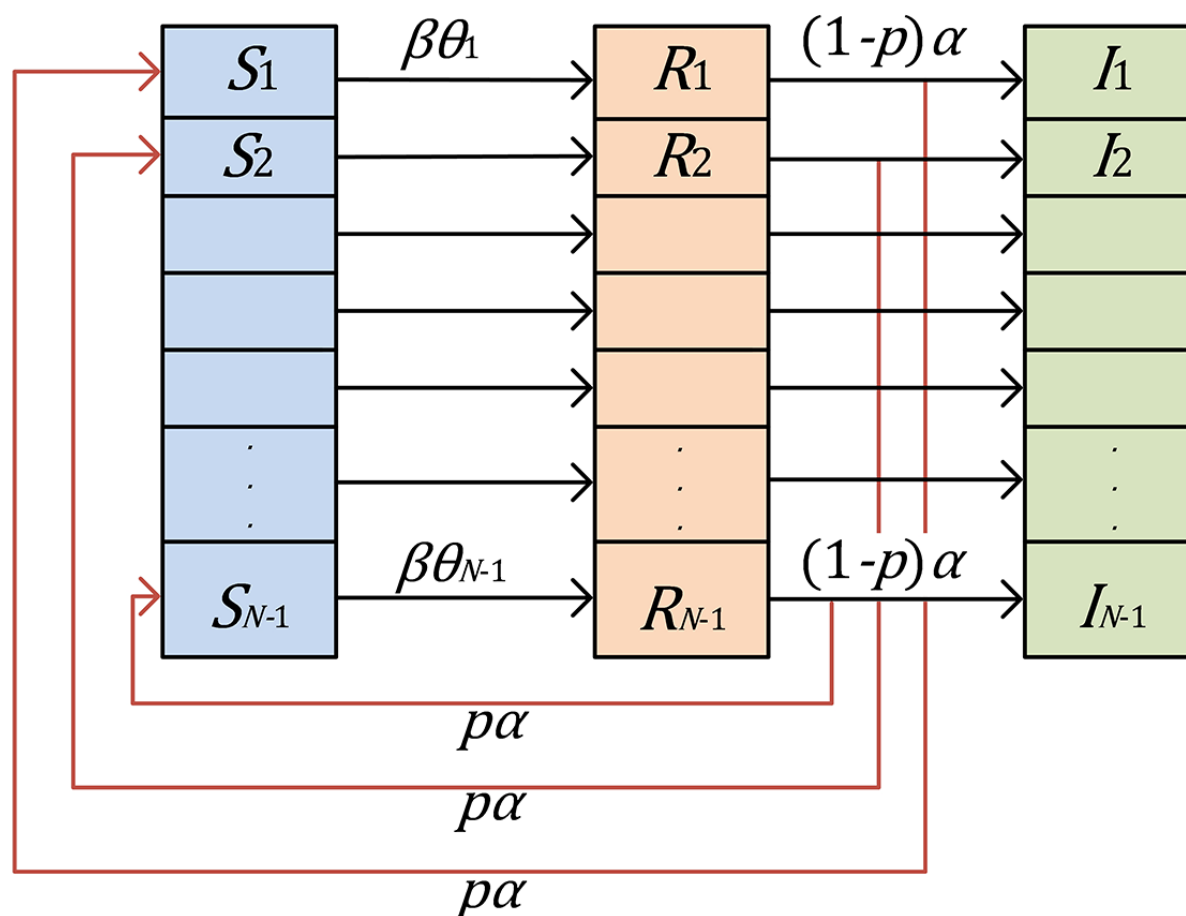 βθ1 (1-p)α
S1 R1 I1
S2 R2 I2
. . .
. . .
. . .
βθN-1 (1-p)α
SN-1 RN-1 IN-1
pα
pα
pα